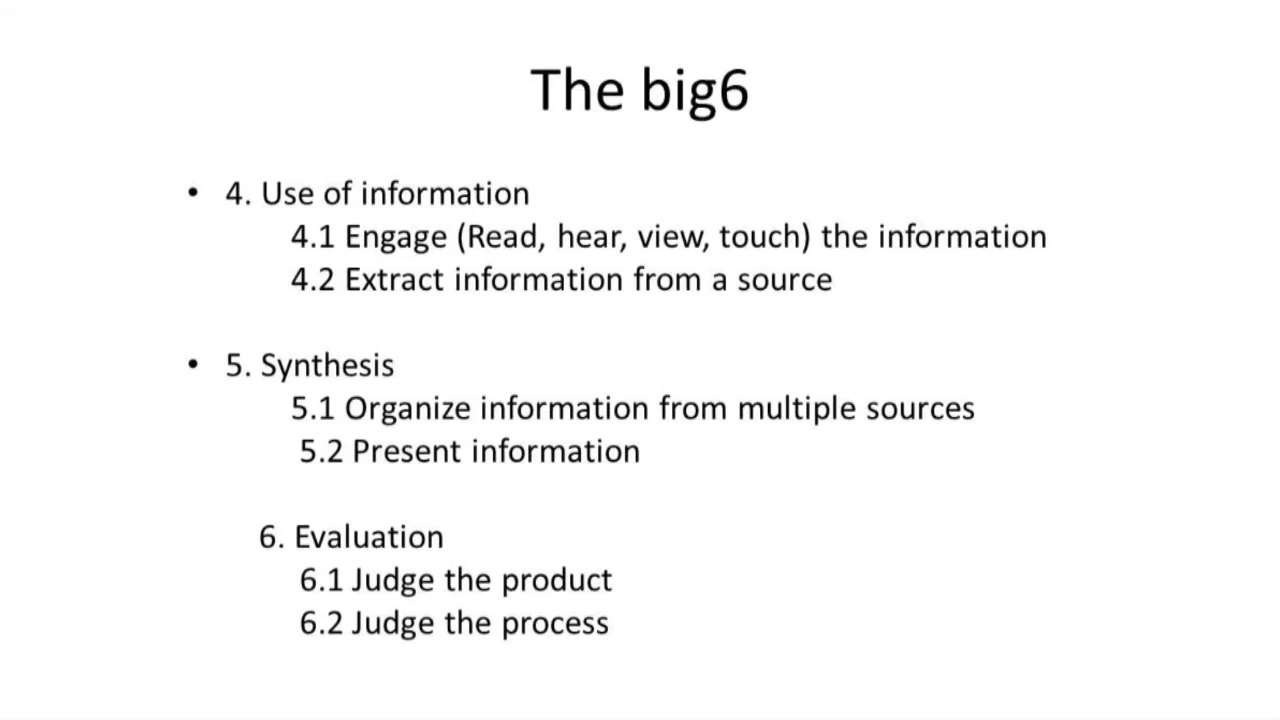 The big6
• 4. Use of information
4.1 Engage (Read, hear, view, touch) the information
4.2 Extract information from a source
• 5. Synthesis
5.1 Organize information from multiple sources
5.2 Present information
6. Evaluation
6.1 Judge the product
6.2 Judge the process